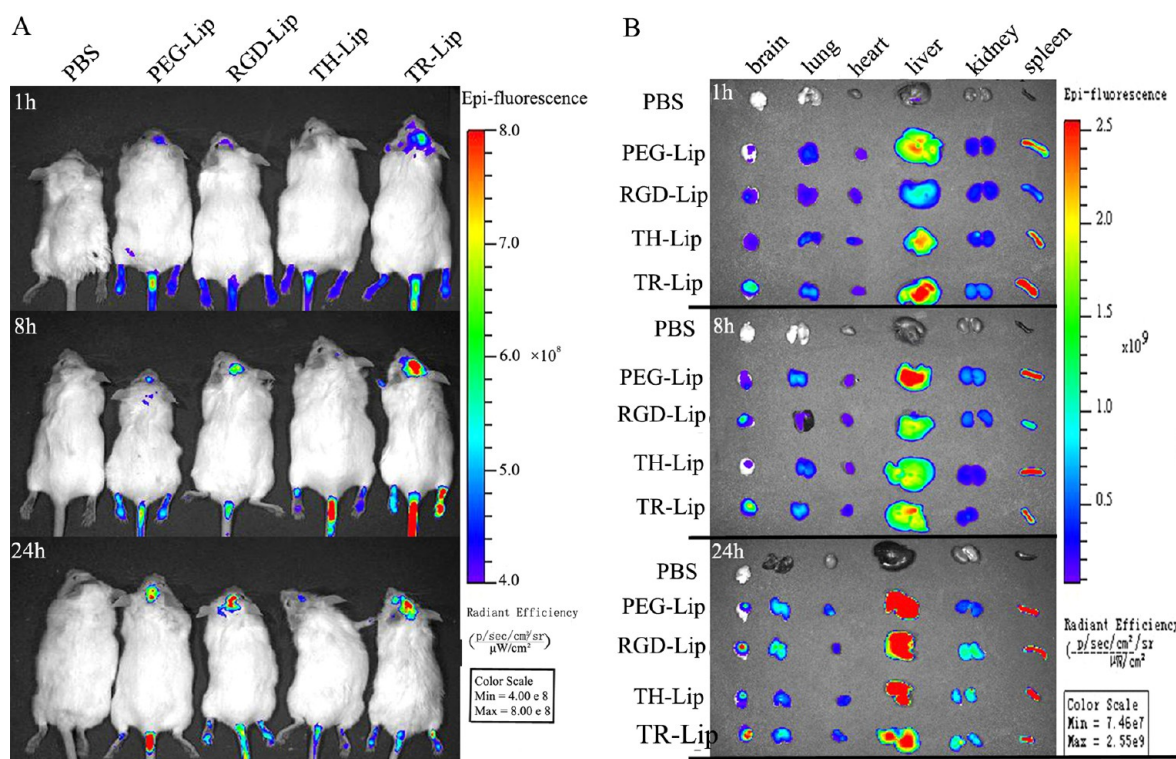 A
PBS
PEG-Lip
RGD-Lip
TH-Lip
TR-Lip
1h
8h
24h
Epi-fluorescence
8.0
7.0
6.0 ×10⁸
5.0
4.0
Radiant Efficiency
(p/sec/cm²/sr
μW/cm²)
Color Scale
Min = 4.00 e 8
Max = 8.00 e 8
B
brain
lung
heart
liver
kidney
spleen
1h
PBS
PEG-Lip
RGD-Lip
TH-Lip
TR-Lip
8h
PBS
PEG-Lip
RGD-Lip
TH-Lip
TR-Lip
24h
PBS
PEG-Lip
RGD-Lip
TH-Lip
TR-Lip
Epi-fluorescence
2.5
2.0
1.5
x10⁹
1.0
0.5
Radiant Efficiency
(p/sec/cm²/sr
μW/cm²
Color Scale
Min = 7.46e7
Max = 2.55e9